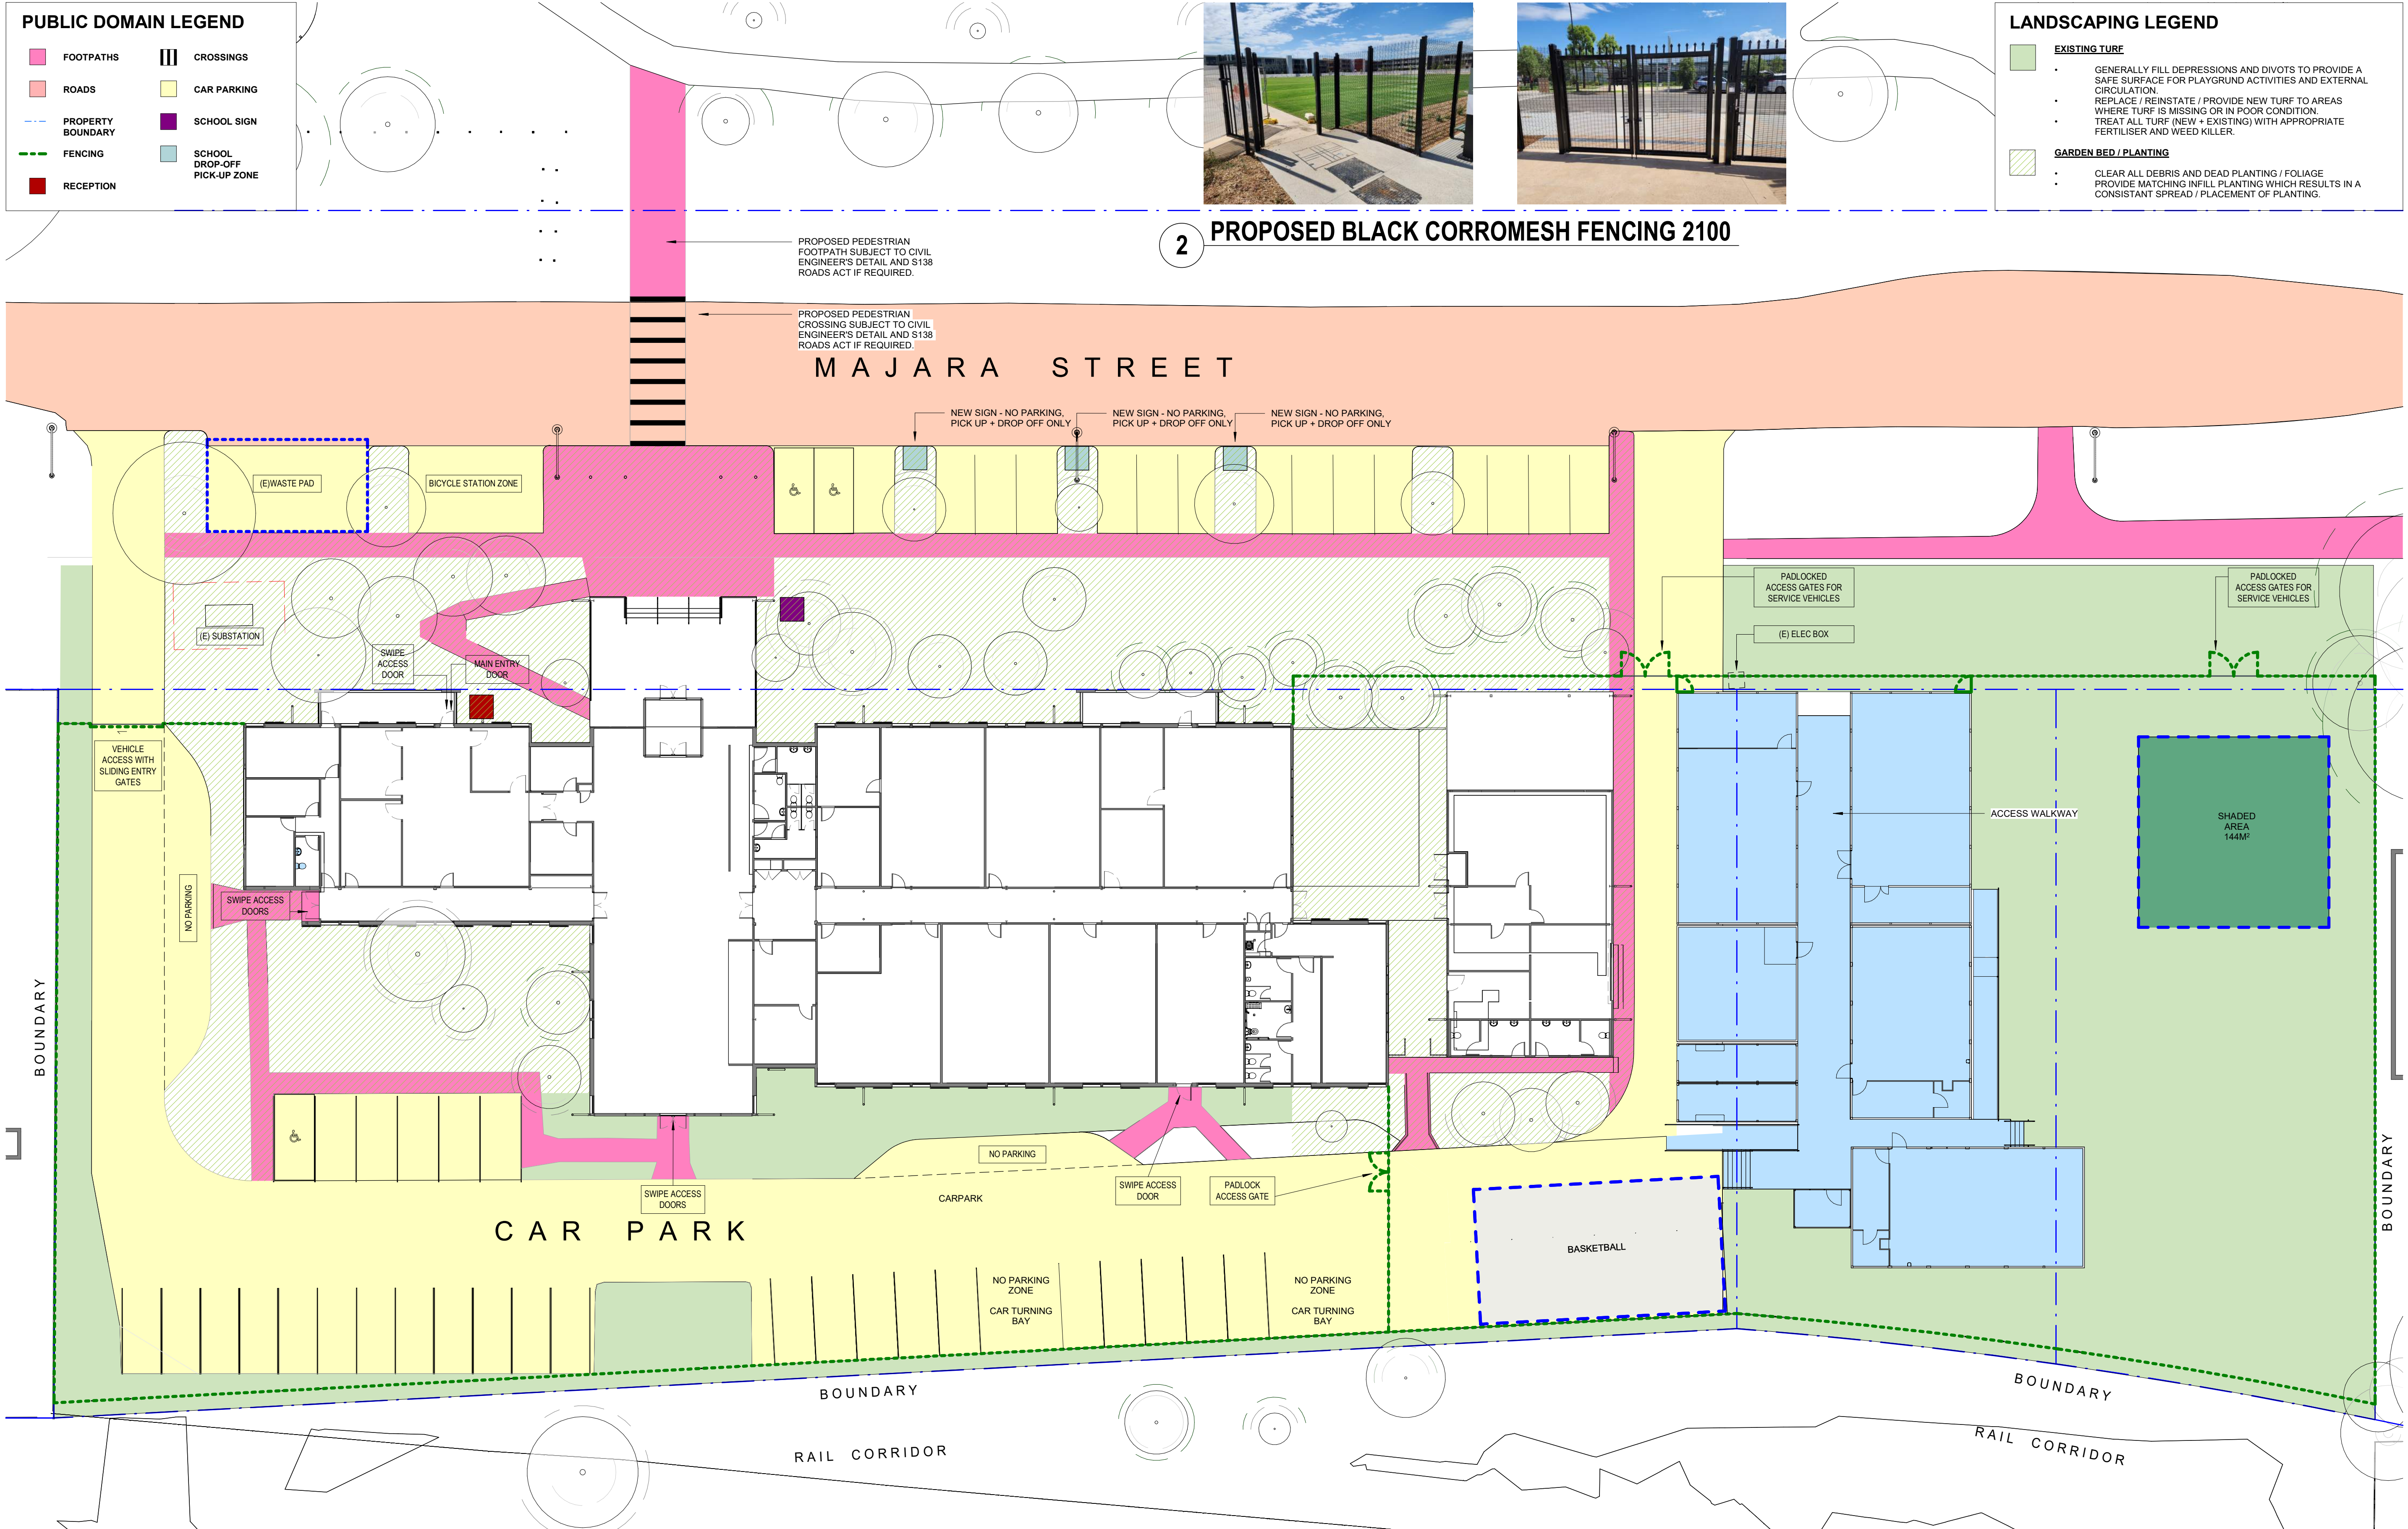 PUBLIC DOMAIN LEGEND
FOOTPATHS
CROSSINGS
ROADS
CAR PARKING
PROPERTY
BOUNDARY
SCHOOL SIGN
FENCING
SCHOOL
DROP-OFF
PICK-UP ZONE
RECEPTION
LANDSCAPING LEGEND
EXISTING TURF
• GENERALLY FILL DEPRESSIONS AND DIVOTS TO PROVIDE A
SAFE SURFACE FOR PLAYGRUND ACTIVITIES AND EXTERNAL
CIRCULATION.
• REPLACE / REINSTATE / PROVIDE NEW TURF TO AREAS
WHERE TURF IS MISSING OR IN POOR CONDITION.
• TREAT ALL TURF (NEW + EXISTING) WITH APPROPRIATE
FERTILISER AND WEED KILLER.
GARDEN BED / PLANTING
• CLEAR ALL DEBRIS AND DEAD PLANTING / FOLIAGE
• PROVIDE MATCHING INFILL PLANTING WHICH RESULTS IN A
CONSISTANT SPREAD / PLACEMENT OF PLANTING.
2 PROPOSED BLACK CORROMESH FENCING 2100
PROPOSED PEDESTRIAN
FOOTPATH SUBJECT TO CIVIL
ENGINEER'S DETAIL AND S138
ROADS ACT IF REQUIRED.
PROPOSED PEDESTRIAN
CROSSING SUBJECT TO CIVIL
ENGINEER'S DETAIL AND S138
ROADS ACT IF REQUIRED.
MAJARA STREET
NEW SIGN - NO PARKING,
PICK UP + DROP OFF ONLY
NEW SIGN - NO PARKING,
PICK UP + DROP OFF ONLY
NEW SIGN - NO PARKING,
PICK UP + DROP OFF ONLY
(E)WASTE PAD
BICYCLE STATION ZONE
PADLOCKED
ACCESS GATES FOR
SERVICE VEHICLES
PADLOCKED
ACCESS GATES FOR
SERVICE VEHICLES
(E) SUBSTATION
(E) ELEC BOX
SWIPE
ACCESS
DOOR
MAIN ENTRY
DOOR
VEHICLE
ACCESS WITH
SLIDING ENTRY
GATES
ACCESS WALKWAY
SHADED
AREA
144M²
NO PARKING
SWIPE ACCESS
DOORS
BOUNDARY
BOUNDARY
NO PARKING
SWIPE ACCESS
DOORS
CARPARK
SWIPE ACCESS
DOOR
PADLOCK
ACCESS GATE
CAR PARK
BASKETBALL
NO PARKING
ZONE
CAR TURNING
BAY
NO PARKING
ZONE
CAR TURNING
BAY
BOUNDARY
BOUNDARY
RAIL CORRIDOR
RAIL CORRIDOR